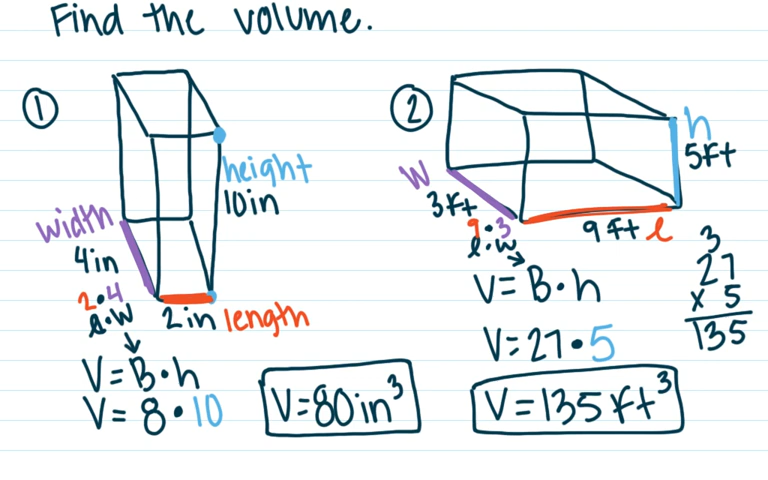 Find the volume.
①
height
10in
width
4in
2·4
l·w
2in length
V=B·h
V=8·10
V=80in³
②
h
5ft
w
3ft
9·3
l·w
9ft l
V=B·h
V=27·5
3
27
x 5
135
V=135ft³